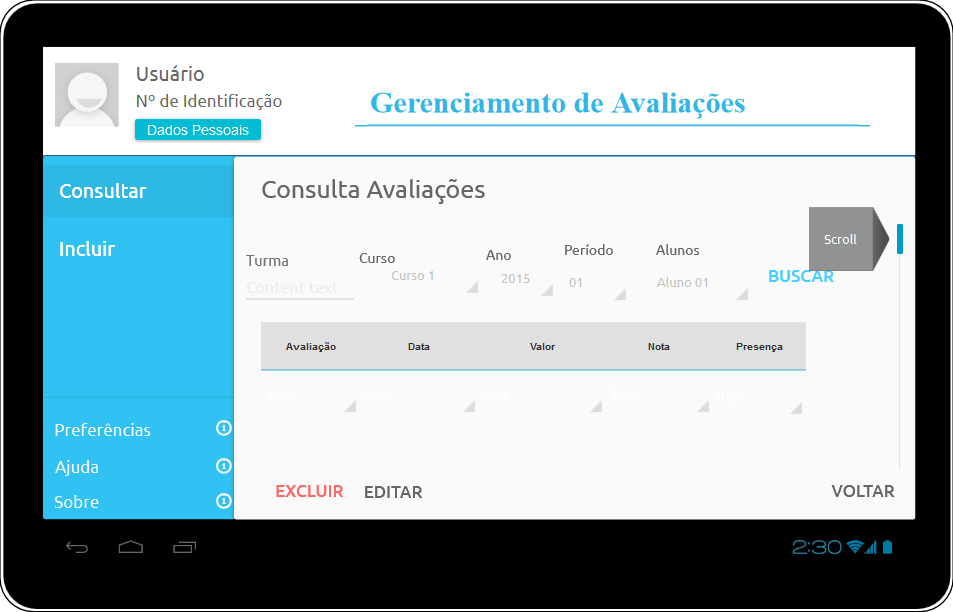 Usuário
Nº de Identificação
Dados Pessoais
Gerenciamento de Avaliações
Consultar
Incluir
Preferências
Ajuda
Sobre
Consulta Avaliações
Scroll
Turma Curso Ano Período Alunos
Content text Curso 1 2015 01 Aluno 01 BUSCAR
Avaliação Data Valor Nota Presença
Item Item Item Item Item
EXCLUIR EDITAR VOLTAR
2:30